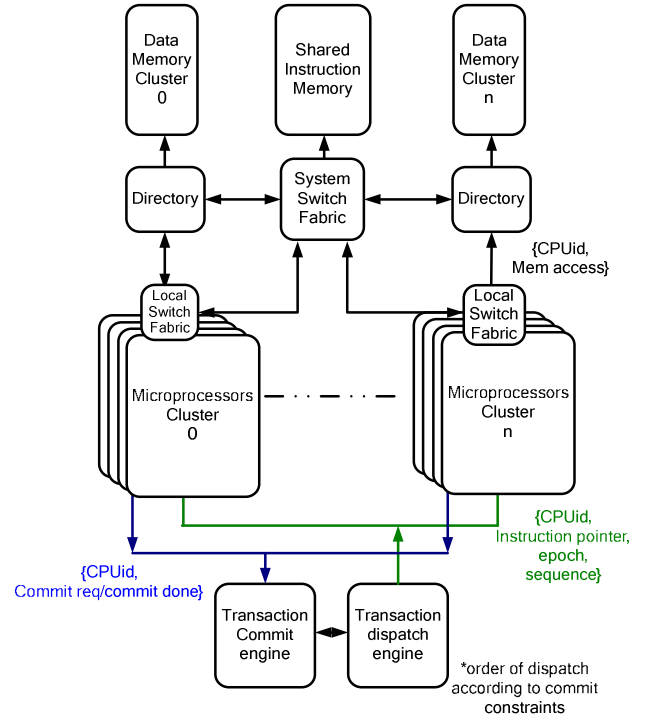 Data
Memory
Cluster
0
Shared
Instruction
Memory
Data
Memory
Cluster
n
Directory
System
Switch
Fabric
Directory
{CPUid,
Mem access}
Local
Switch
Fabric
Local
Switch
Fabric
Microprocessors
Cluster
0
Microprocessors
Cluster
n
{CPUid,
Instruction pointer,
epoch,
sequence}
{CPUid,
Commit req/commit done}
Transaction
Commit
engine
Transaction
dispatch
engine
*order of dispatch
according to commit
constraints